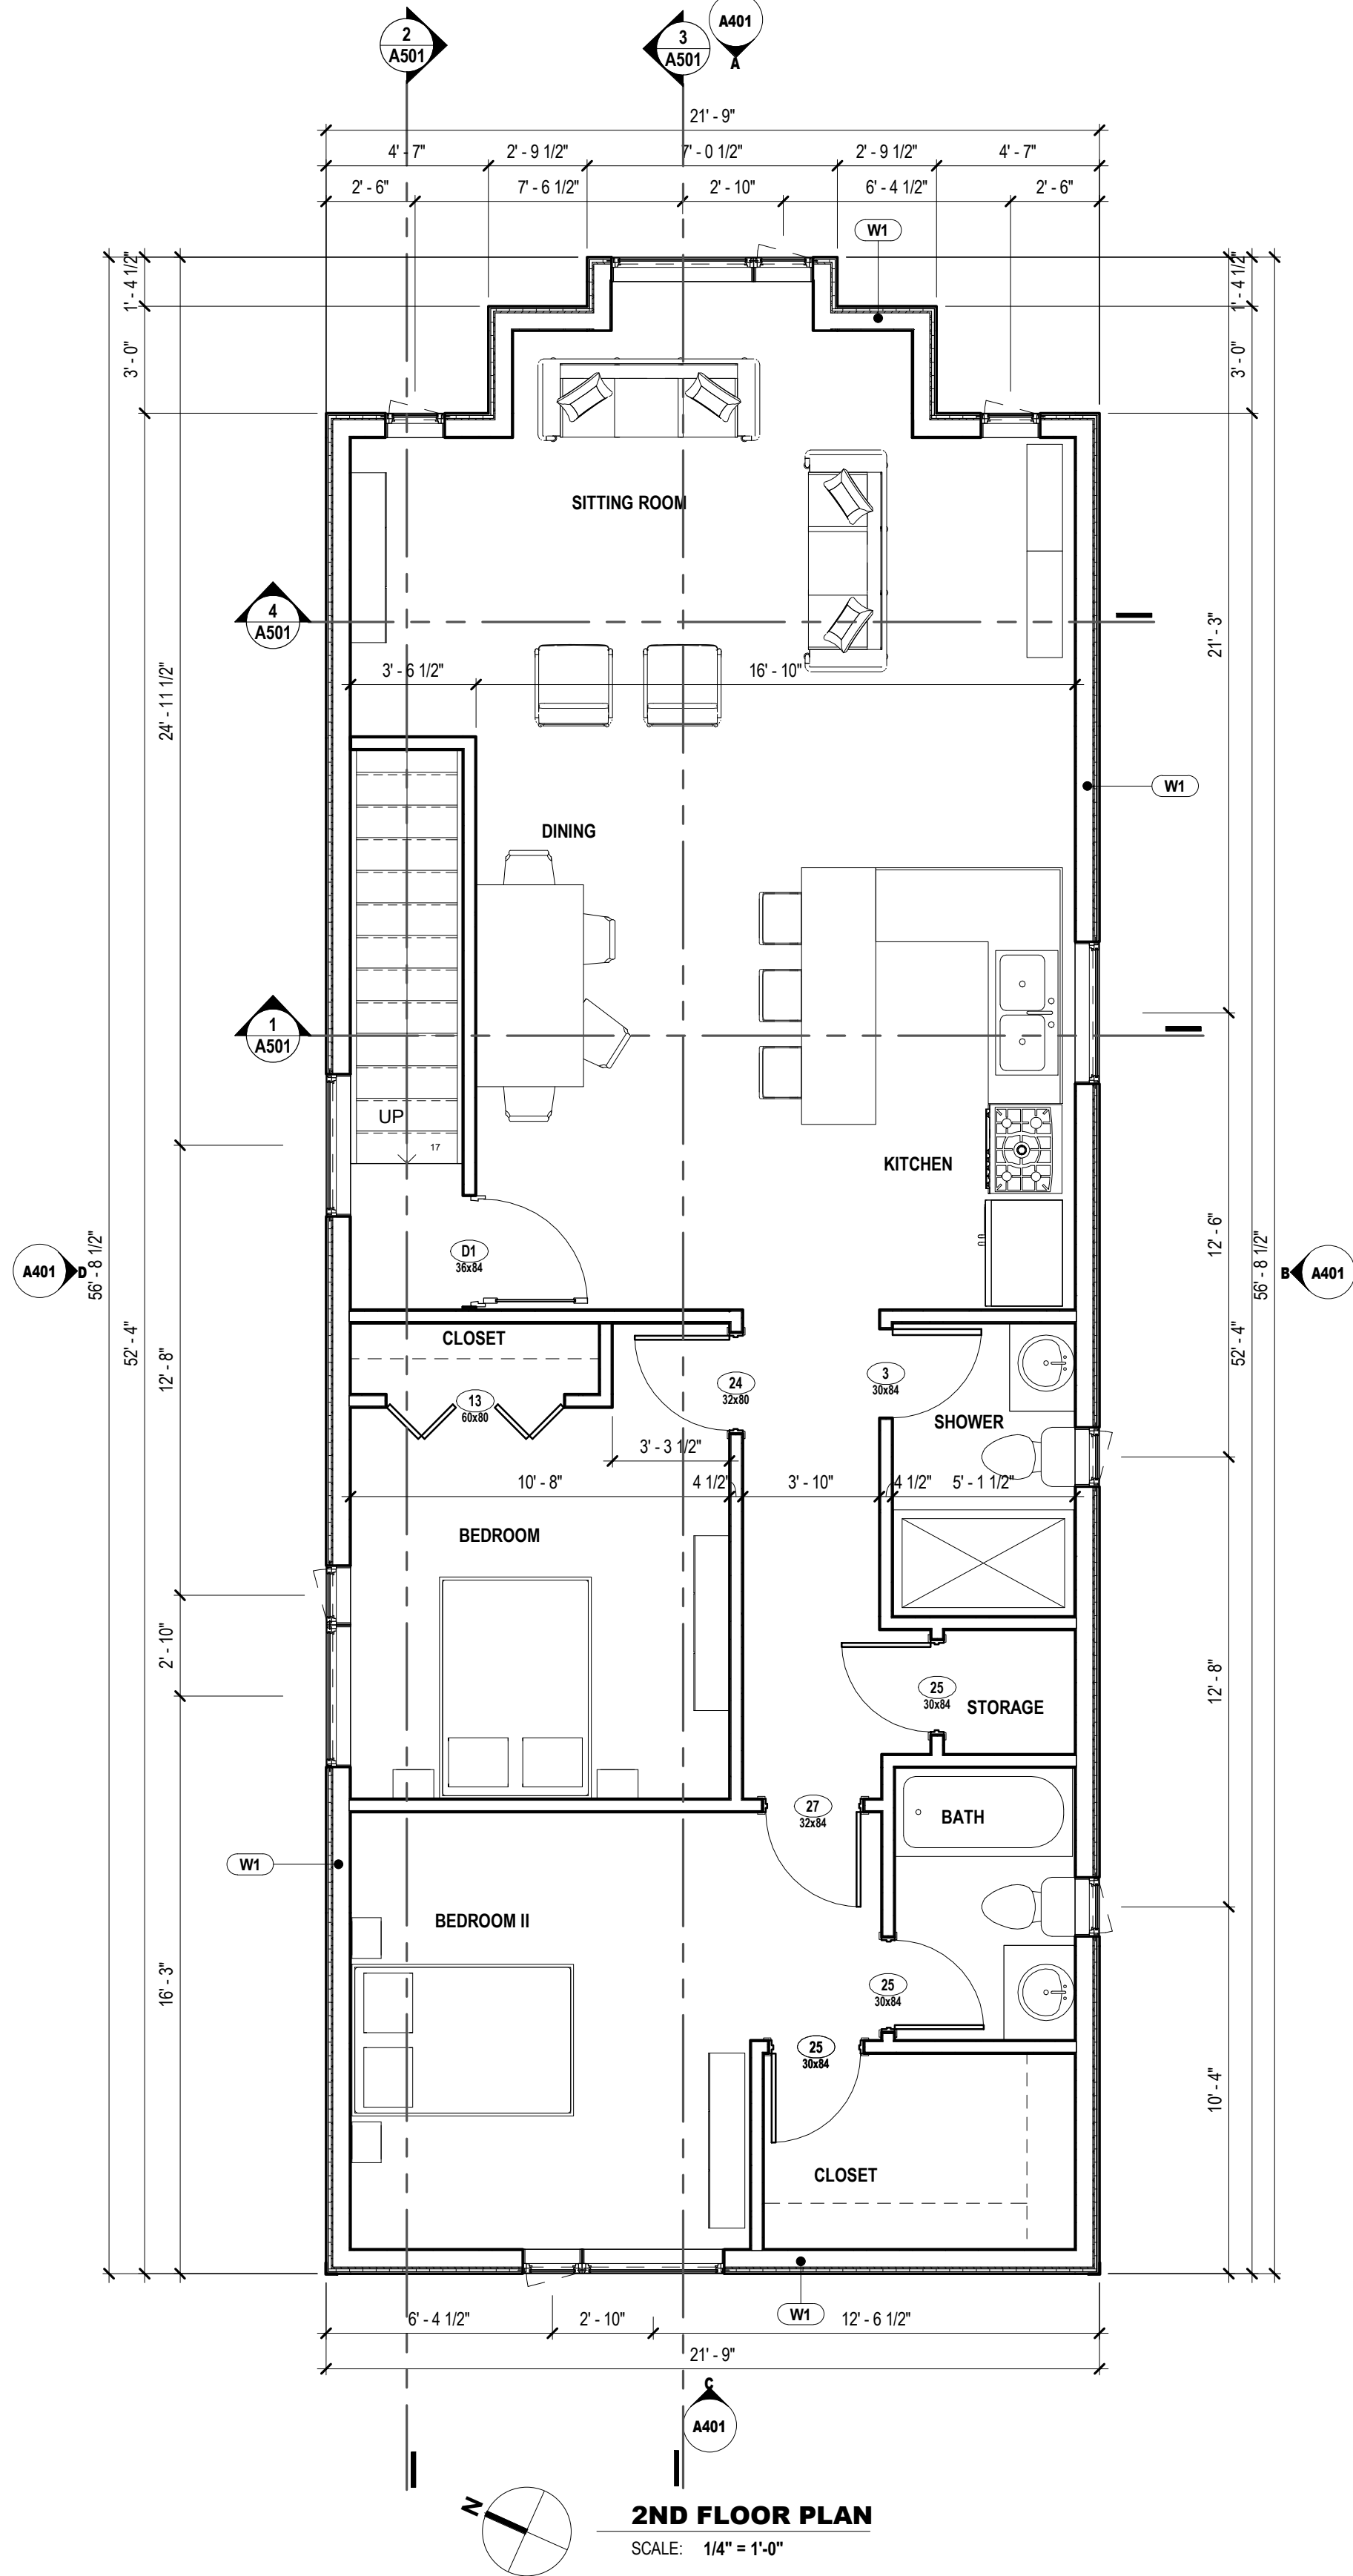 A401
A
2
A501
3
A501
21' - 9"
4' - 7"
2' - 9 1/2"
7' - 0 1/2"
2' - 9 1/2"
4' - 7"
2' - 6"
7' - 6 1/2"
2' - 10"
6' - 4 1/2"
2' - 6"
W1
1' - 4 1/2"
1' - 4 1/2"
3' - 0"
3' - 0"
SITTING ROOM
4
A501
21' - 3"
24' - 11 1/2"
3' - 6 1/2"
16' - 10"
W1
DINING
1
A501
UP
17
KITCHEN
12' - 6"
D1
36x84
A401
D
56' - 8 1/2"
56' - 8 1/2"
B
A401
52' - 4"
52' - 4"
12' - 8"
CLOSET
24
32x80
3
30x84
13
60x80
SHOWER
3' - 3 1/2"
10' - 8"
4 1/2"
3' - 10"
4 1/2"
5' - 1 1/2"
BEDROOM
2' - 10"
12' - 8"
25
30x84
STORAGE
27
32x84
BATH
W1
BEDROOM II
16' - 3"
25
30x84
25
30x84
10' - 4"
CLOSET
W1
6' - 4 1/2"
2' - 10"
12' - 6 1/2"
21' - 9"
C
A401
N
2ND FLOOR PLAN
SCALE: 1/4" = 1'-0"